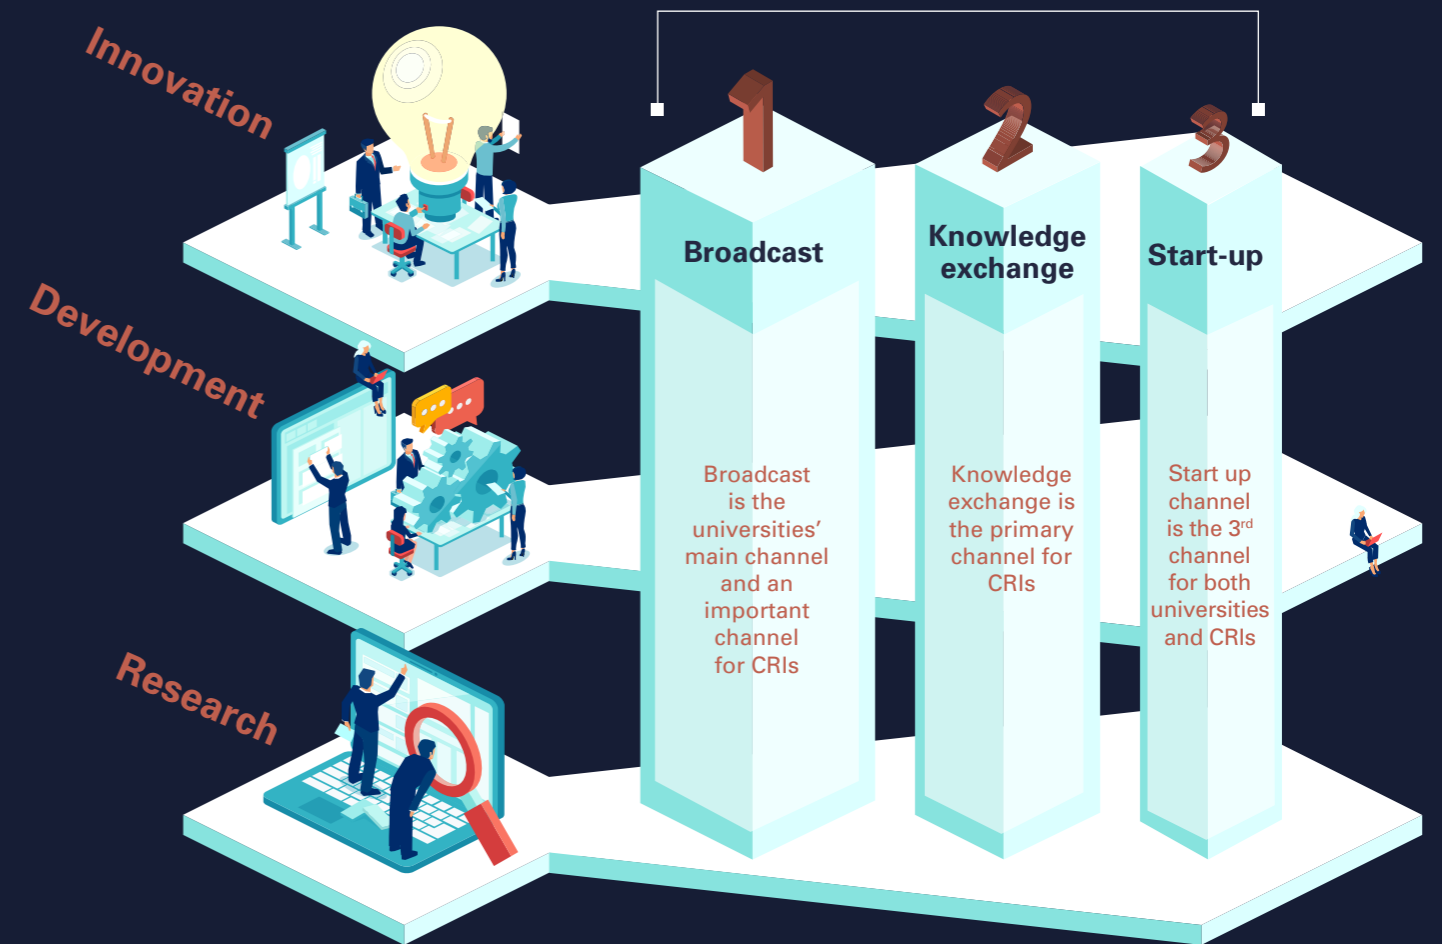 Innovation
Development
Research
1
Broadcast
Broadcast
is the
universities’
main channel
and an
important
channel
for CRIs
2
Knowledge
exchange
Knowledge
exchange is
the primary
channel for
CRIs
3
Start-up
Start up
channel
is the 3rd
channel
for both
universities
and CRIs